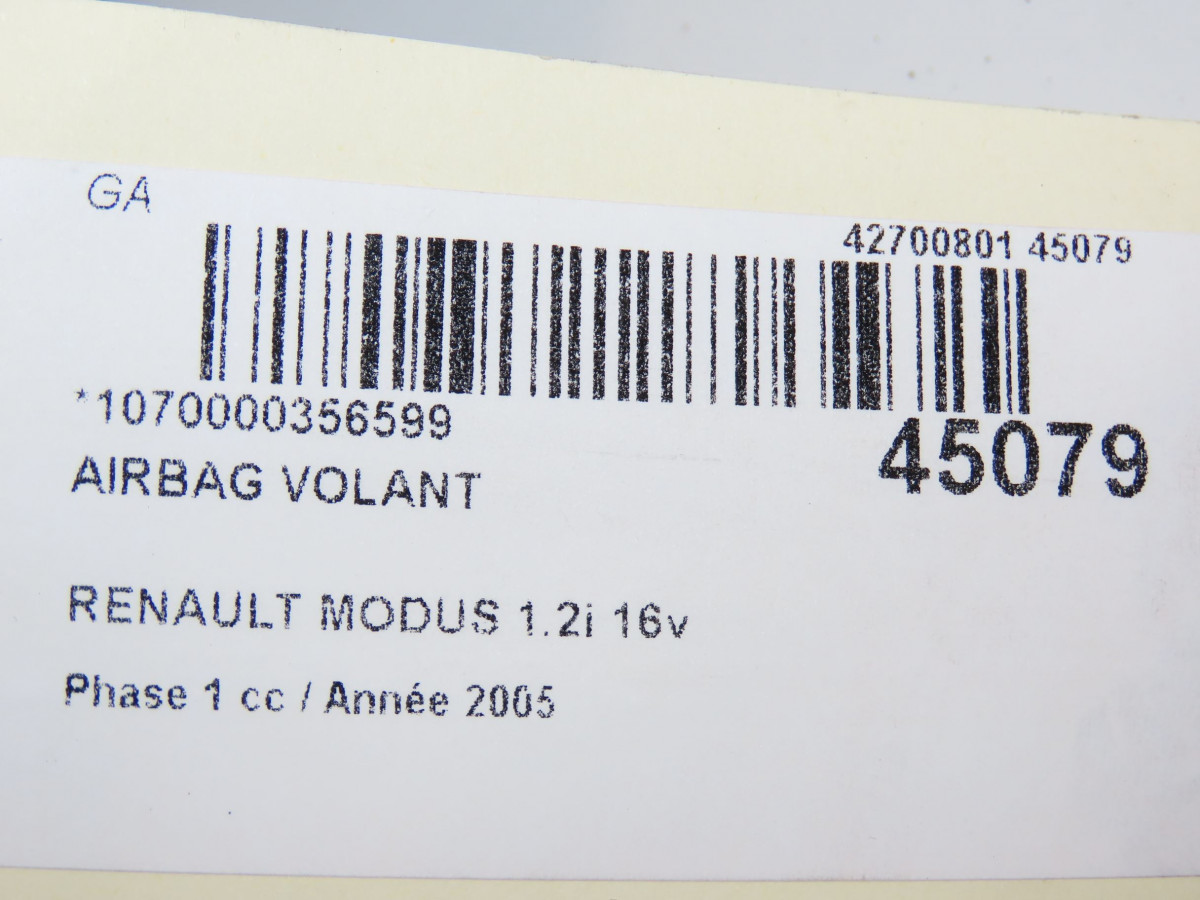 GA
42700801 45079
*1070000356599
45079
AIRBAG VOLANT
RENAULT MODUS 1.2i 16v
Phase 1 cc / Année 2005